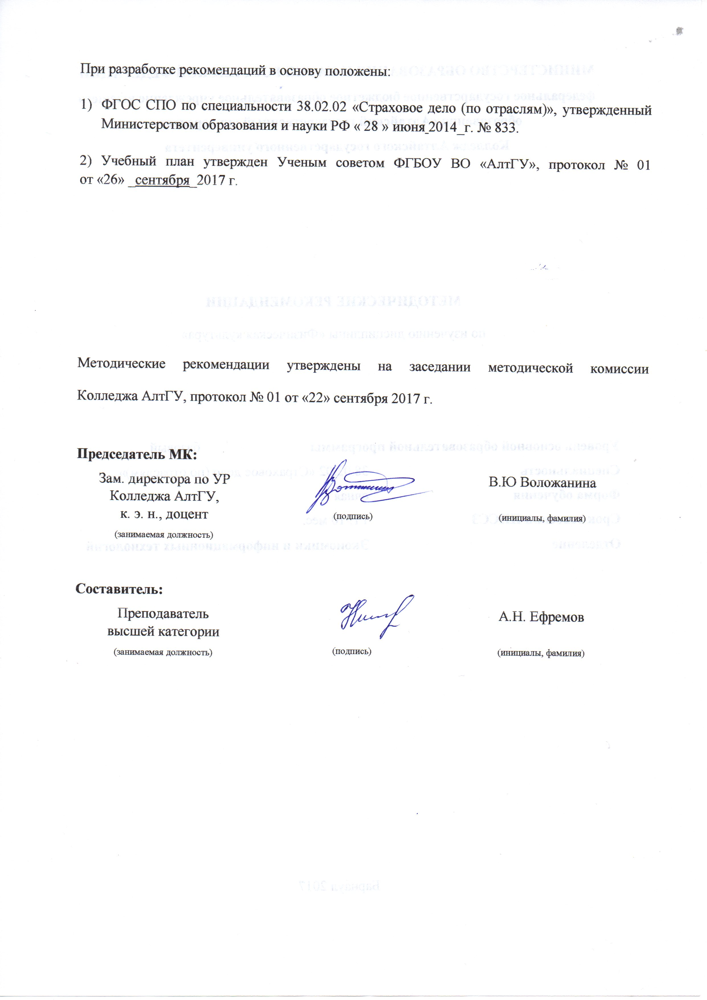 При разработке рекомендаций в основу положены:
1) ФГОС СПО по специальности 38.02.02 «Страховое дело (по отраслям)», утвержденный
Министерством образования и науки РФ « 28 » июня_2014_г. № 833.
2) Учебный план утвержден Ученым советом ФГБОУ ВО «АлтГУ», протокол № 01
от «26» _сентября_2017 г.
Методические рекомендации утверждены на заседании методической комиссии
Колледжа АлтГУ, протокол № 01 от «22» сентября 2017 г.
Председатель МК:
Зам. директора по УР
Колледжа АлтГУ,
к. э. н., доцент
(занимаемая должность)
(подпись)
В.Ю Воложанина
(инициалы, фамилия)
Составитель:
Преподаватель
высшей категории
(занимаемая должность)
(подпись)
А.Н. Ефремов
(инициалы, фамилия)